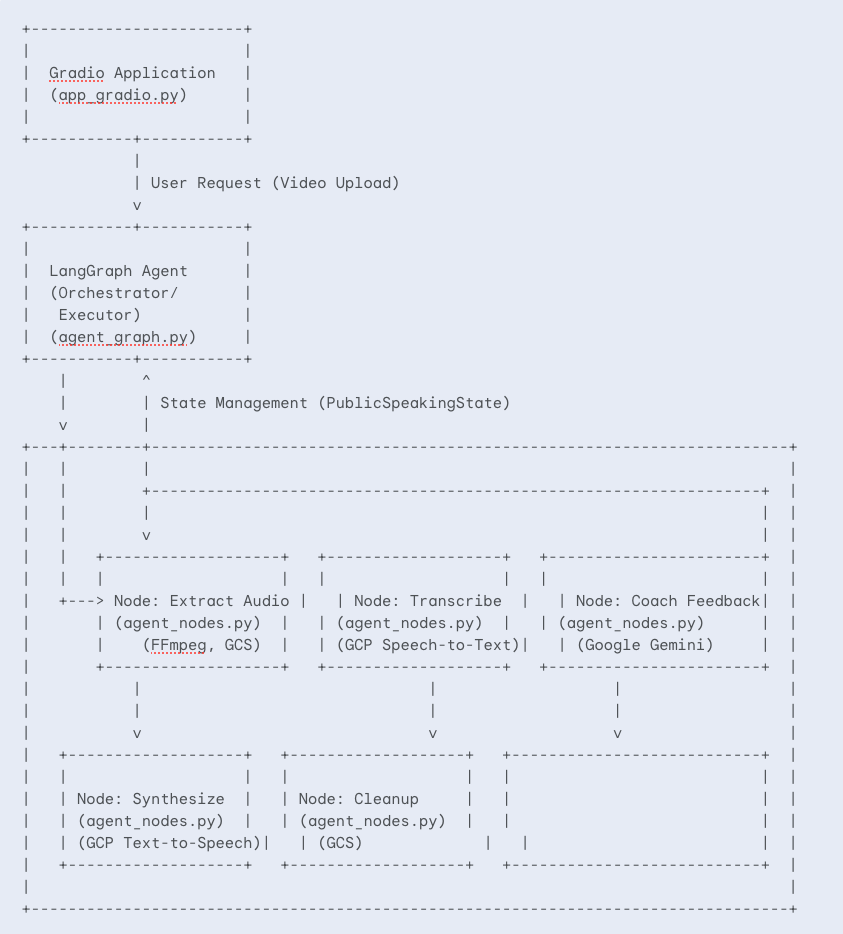 +-----------------------+
|                       |
|  Gradio Application   |
|  (app_gradio.py)      |
|                       |
+-----------+-----------+
            |
            | User Request (Video Upload)
            v
+-----------+-----------+
|                       |
|  LangGraph Agent      |
|  (Orchestrator/       |
|   Executor)           |
|  (agent_graph.py)     |
+-----------+-----------+
    |        ^
    |        | State Management (PublicSpeakingState)
    v        |
+---+--------+----------------------------------------------------------------------+
|   |        |                                                                      |
|   |        +-------------------------------------------------------------------+  |
|   |        |                                                                   |  |
|   |        v                                                                   |  |
|   |   +-------------------+   +-------------------+   +------------------------+  |
|   |   |                   |   |                   |   |                        |  |
|   +---> Node: Extract Audio |   | Node: Transcribe  |   | Node: Coach Feedback|  |
|       | (agent_nodes.py)  |   | (agent_nodes.py)  |   | (agent_nodes.py)       |  |
|       |    (FFmpeg, GCS)  |   | (GCP Speech-to-Text)|   | (Google Gemini)      |  |
|       +-------------------+   +-------------------+   +------------------------+  |
|           |                               |                   |                  |
|           |                               |                   |                  |
|           v                               v                   v                  |
|   +-------------------+   +-------------------+   +---------------------------+  |
|   |                   |   |                   |   |                           |  |
|   | Node: Synthesize  |   | Node: Cleanup     |   |                           |  |
|   | (agent_nodes.py)  |   | (agent_nodes.py)  |   |                           |  |
|   | (GCP Text-to-Speech)|   | (GCS)             |   |                         |  |
|   +-------------------+   +-------------------+   +---------------------------+  |
|                                                                                  |
+----------------------------------------------------------------------------------+